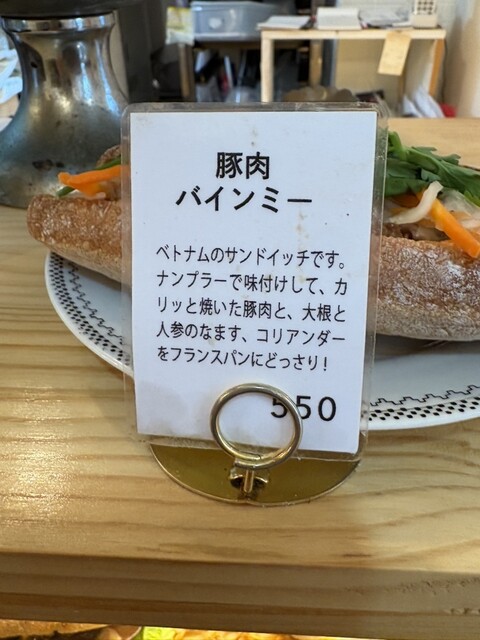 豚肉
バインミー
ベトナムのサンドイッチです。
ナンプラーで味付けして、カ
リッと焼いた豚肉と、大根と
人参のなます、コリアンダー
をフランスパンにどっさり！
550